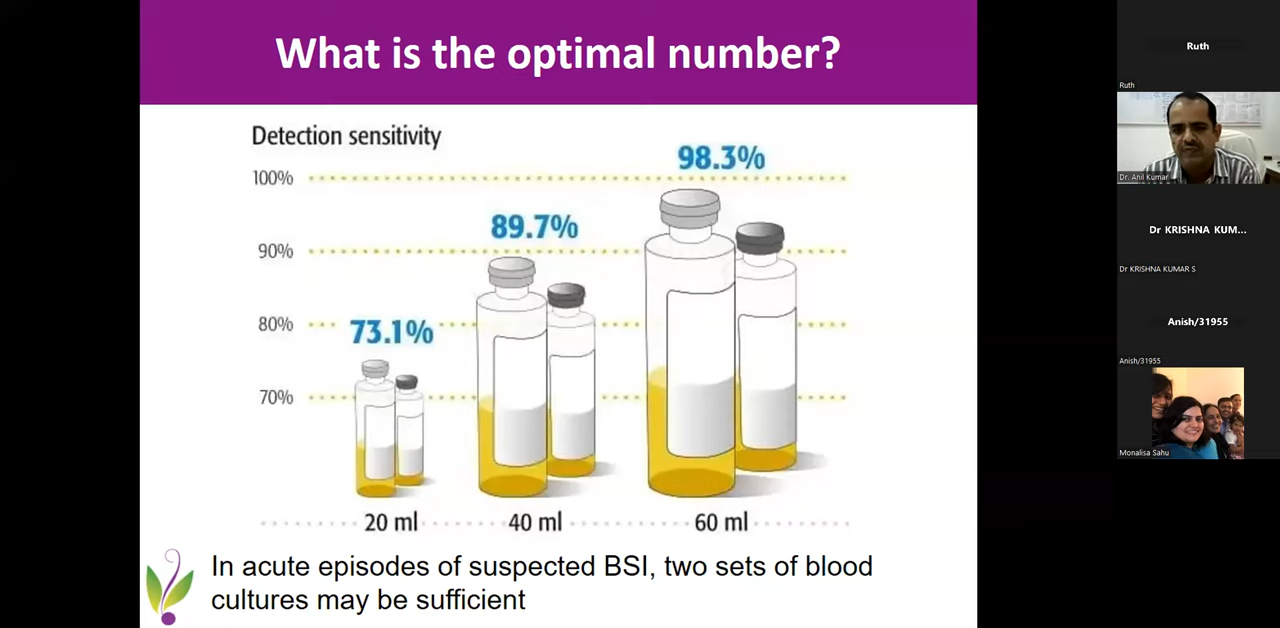 What is the optimal number?
Detection sensitivity
98.3%
100%
89.7%
90%
80%
73.1%
70%
20 ml
40 ml
60 ml
In acute episodes of suspected BSI, two sets of blood
cultures may be sufficient
Ruth
Ruth
Dr. Anil Kumar
Dr KRISHNA KUM...
Dr KRISHNA KUMAR S
Anish/31955
Anish/31955
Monalisa Sahu